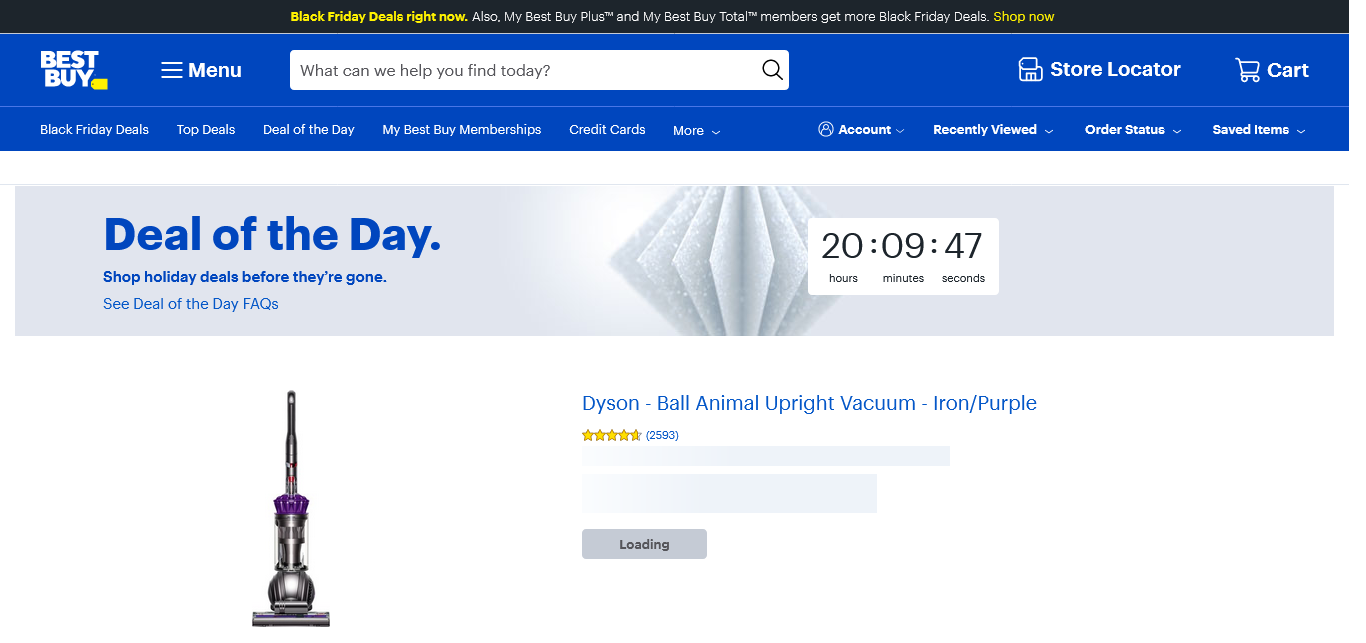 Black Friday Deals right now. Also, My Best Buy Plus™ and My Best Buy Total™ members get more Black Friday Deals. Shop now
BEST BUY
Menu
What can we help you find today?
Store Locator
Cart
Black Friday Deals
Top Deals
Deal of the Day
My Best Buy Memberships
Credit Cards
More
Account
Recently Viewed
Order Status
Saved Items
Deal of the Day.
Shop holiday deals before they’re gone.
See Deal of the Day FAQs
20 : 09 : 47
hours minutes seconds
Dyson - Ball Animal Upright Vacuum - Iron/Purple
(2593)
Loading